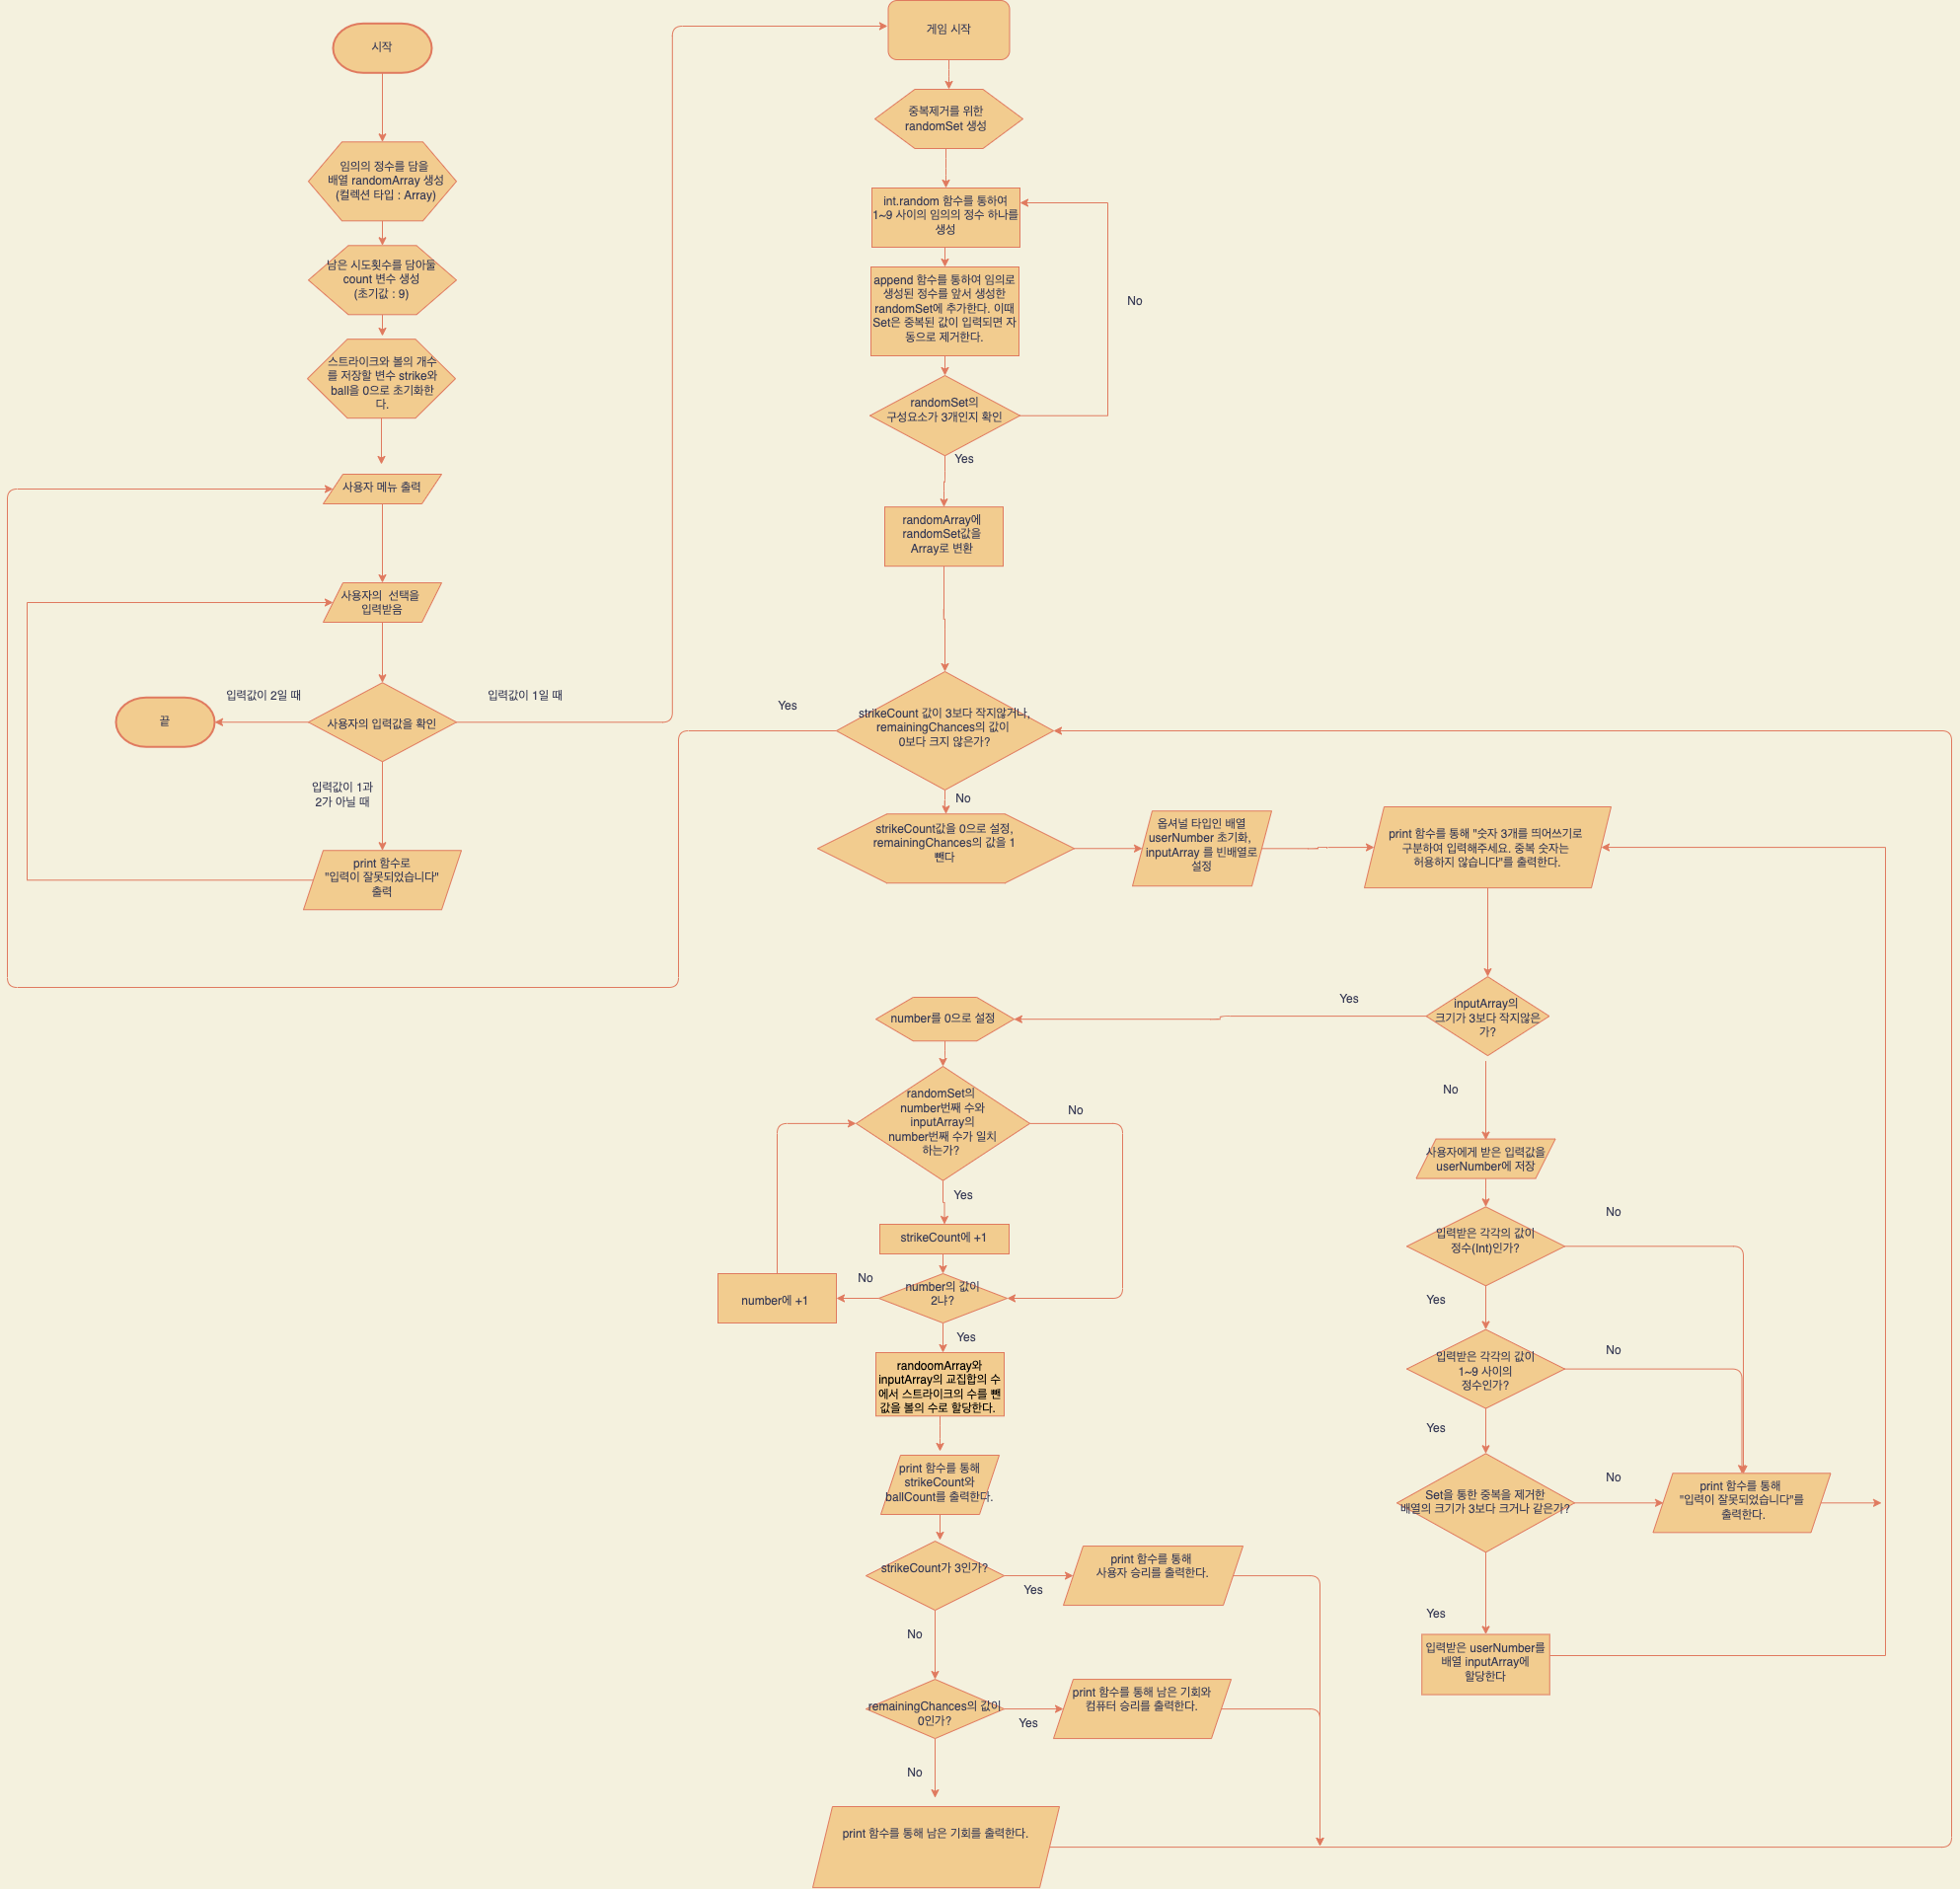 시작
임의의 정수를 담을
배열 randomArray 생성
(컬렉션 타입 : Array)
남은 시도횟수를 담아둘
count 변수 생성
(초기값 : 9)
스트라이크와 볼의 개수
를 저장할 변수 strike와
ball을 0으로 초기화한
다.
사용자 메뉴 출력
사용자의 선택을
입력받음
사용자의 입력값을 확인
입력값이 2일 때
입력값이 1일 때
끝
입력값이 1과
2가 아닐 때
print 함수로
"입력이 잘못되었습니다"
출력
게임 시작
중복제거를 위한
randomSet 생성
int.random 함수를 통하여
1~9 사이의 임의의 정수 하나를
생성
append 함수를 통하여 임의로
생성된 정수를 앞서 생성한
randomSet에 추가한다. 이때
Set은 중복된 값이 입력되면 자
동으로 제거한다.
No
randomSet의
구성요소가 3개인지 확인
Yes
randomArray에
randomSet값을
Array로 변환
Yes
strikeCount 값이 3보다 작지않거나,
remainingChances의 값이
0보다 크지 않은가?
No
strikeCount값을 0으로 설정,
remainingChances의 값을 1
뺀다
옵셔널 타입인 배열
userNumber 초기화,
inputArray 를 빈배열로
설정
print 함수를 통해 "숫자 3개를 띄어쓰기로
구분하여 입력해주세요. 중복 숫자는
허용하지 않습니다"를 출력한다.
inputArray의
크기가 3보다 작지않은
가?
Yes
No
number를 0으로 설정
randomSet의
number번째 수와
inputArray의
number번째 수가 일치
하는가?
No
Yes
strikeCount에 +1
number의 값이
2냐?
No
number에 +1
Yes
randoomArray와
inputArray의 교집합의 수
에서 스트라이크의 수를 뺀
값을 볼의 수로 할당한다.
print 함수를 통해
strikeCount와
ballCount를 출력한다.
strikeCount가 3인가?
Yes
print 함수를 통해
사용자 승리를 출력한다.
No
remainingChances의 값이
0인가?
Yes
print 함수를 통해 남은 기회와
컴퓨터 승리를 출력한다.
No
print 함수를 통해 남은 기회를 출력한다.
사용자에게 받은 입력값을
userNumber에 저장
입력받은 각각의 값이
정수(Int)인가?
No
Yes
입력받은 각각의 값이
1~9 사이의
정수인가?
No
Yes
Set을 통한 중복을 제거한
배열의 크기가 3보다 크거나 같은가?
No
print 함수를 통해
"입력이 잘못되었습니다"를
출력한다.
Yes
입력받은 userNumber를
배열 inputArray에
할당한다